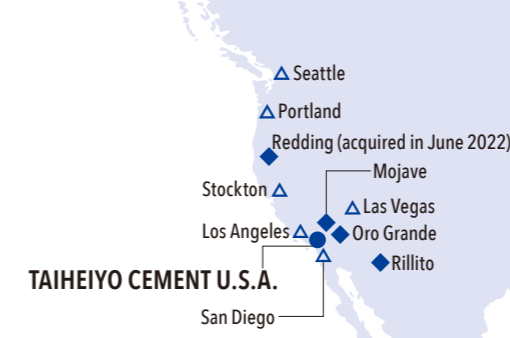 Seattle
Portland
Redding (acquired in June 2022)
Mojave
Stockton
Las Vegas
Los Angeles
Oro Grande
Rillito
TAIHEIYO CEMENT U.S.A.
San Diego